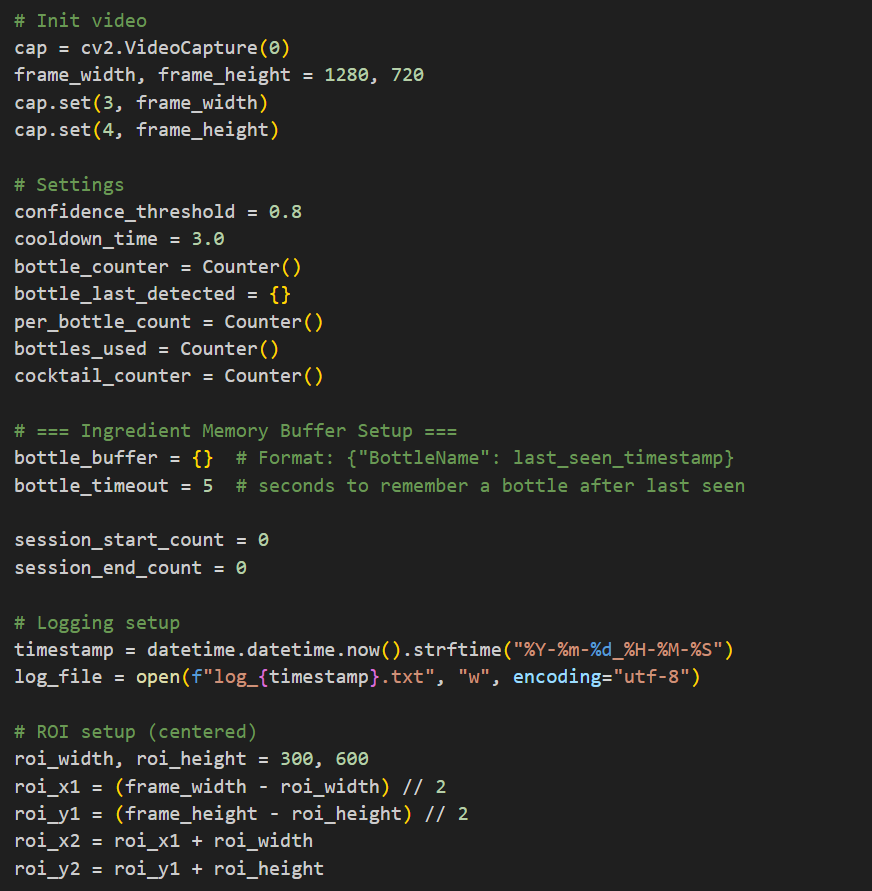 # Init video
cap = cv2.VideoCapture(0)
frame_width, frame_height = 1280, 720
cap.set(3, frame_width)
cap.set(4, frame_height)

# Settings
confidence_threshold = 0.8
cooldown_time = 3.0
bottle_counter = Counter()
bottle_last_detected = {}
per_bottle_count = Counter()
bottles_used = Counter()
cocktail_counter = Counter()

# === Ingredient Memory Buffer Setup ===
bottle_buffer = {}  # Format: {"BottleName": last_seen_timestamp}
bottle_timeout = 5  # seconds to remember a bottle after last seen

session_start_count = 0
session_end_count = 0

# Logging setup
timestamp = datetime.datetime.now().strftime("%Y-%m-%d_%H-%M-%S")
log_file = open(f"log_{timestamp}.txt", "w", encoding="utf-8")

# ROI setup (centered)
roi_width, roi_height = 300, 600
roi_x1 = (frame_width - roi_width) // 2
roi_y1 = (frame_height - roi_height) // 2
roi_x2 = roi_x1 + roi_width
roi_y2 = roi_y1 + roi_height